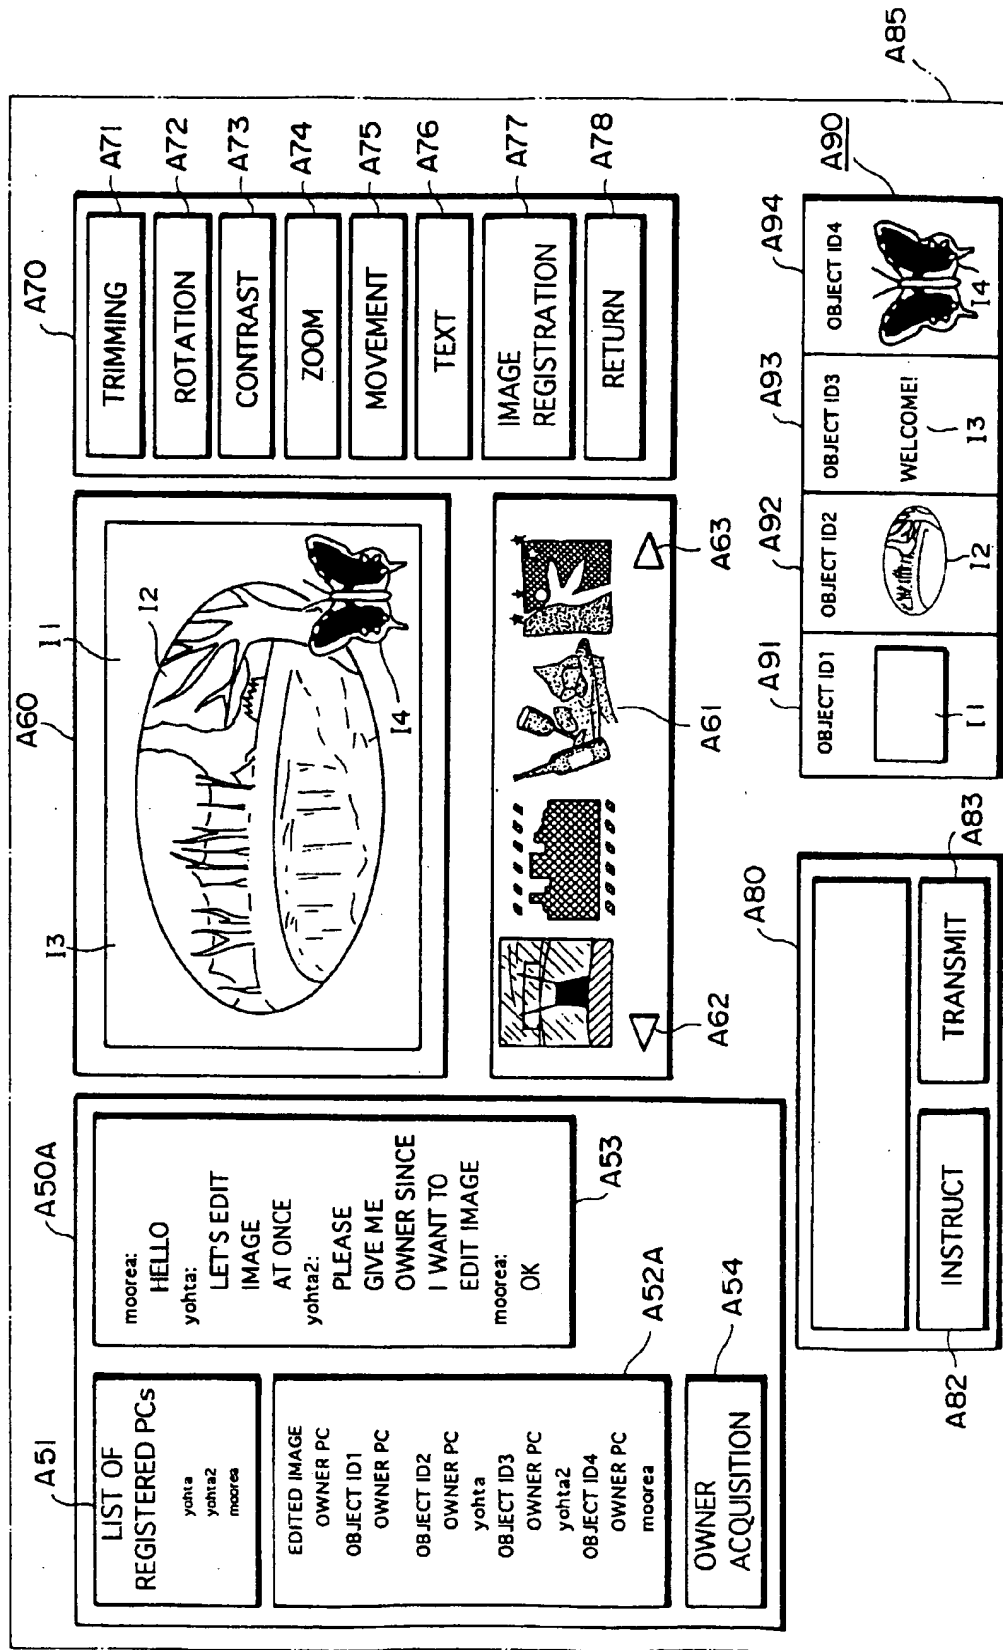 A51
LIST OF
REGISTERED PCs
yohta
yohta2
moorea
EDITED IMAGE
OWNER PC
OBJECT ID1
OWNER PC
OBJECT ID2
OWNER PC
yohta
OBJECT ID3
OWNER PC
yohta2
OBJECT ID4
OWNER PC
moorea
A52A
OWNER
ACQUISITION
A54
A50A
moorea:
HELLO
yohta:
LET'S EDIT
IMAGE
AT ONCE
yohta2:
PLEASE
GIVE ME
OWNER SINCE
I WANT TO
EDIT IMAGE
moorea:
OK
A53
A60
I3
I1
I2
I4
A62
A61
A63
A70
TRIMMING
A71
ROTATION
A72
CONTRAST
A73
ZOOM
A74
MOVEMENT
A75
TEXT
A76
IMAGE
REGISTRATION
A77
RETURN
A78
A80
INSTRUCT
TRANSMIT
A82
A83
A91
A92
A93
A94
A90
OBJECT ID1
OBJECT ID2
OBJECT ID3
OBJECT ID4
WELCOME!
I1
I2
I3
I4
A85